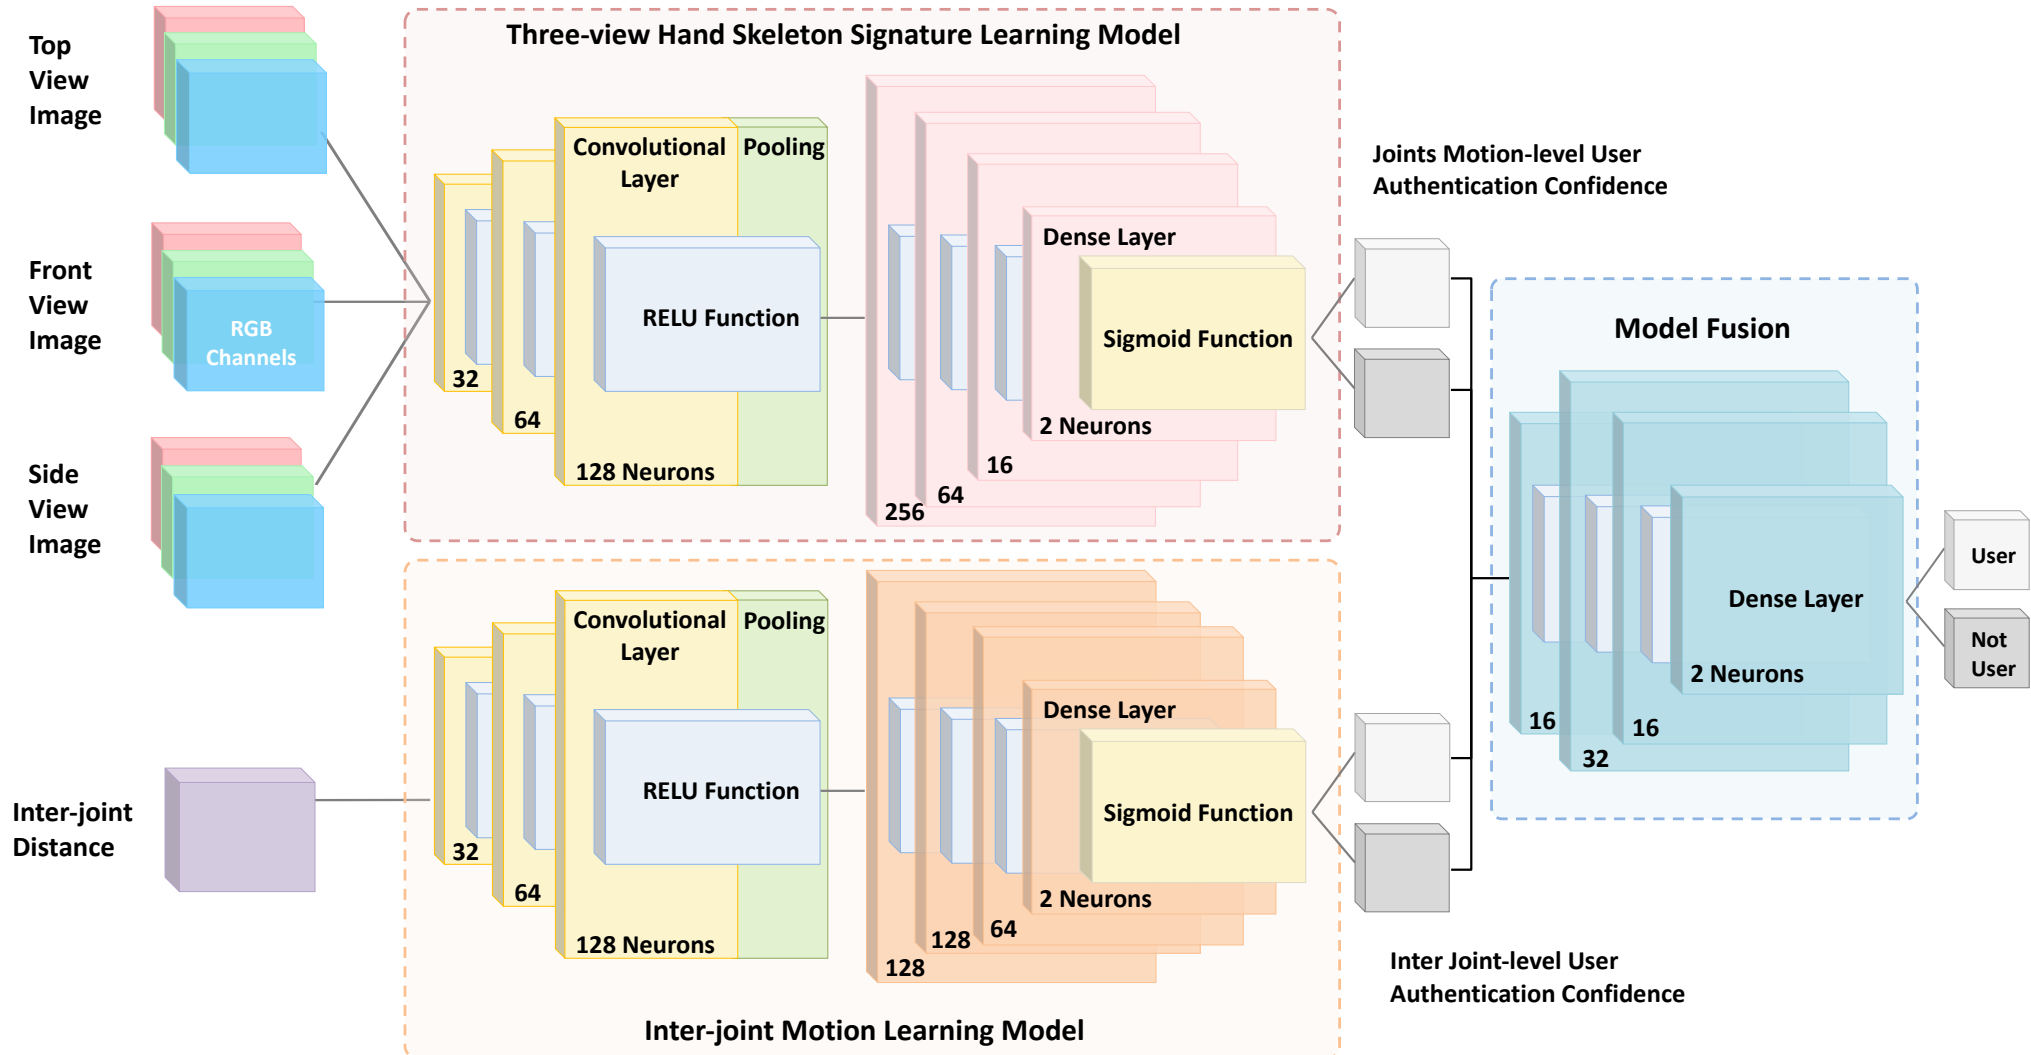 Top
View
Image
Front
View
Image
RGB
Channels
Side
View
Image
Inter-joint
Distance
Three-view Hand Skeleton Signature Learning Model
Convolutional
Layer
Pooling
RELU Function
32
64
128 Neurons
Dense Layer
Sigmoid Function
2 Neurons
16
64
256
Joints Motion-level User
Authentication Confidence
Convolutional
Layer
Pooling
RELU Function
32
64
128 Neurons
Dense Layer
Sigmoid Function
2 Neurons
64
128
128
Inter-joint Motion Learning Model
Inter Joint-level User
Authentication Confidence
Model Fusion
Dense Layer
2 Neurons
16
32
16
User
Not
User